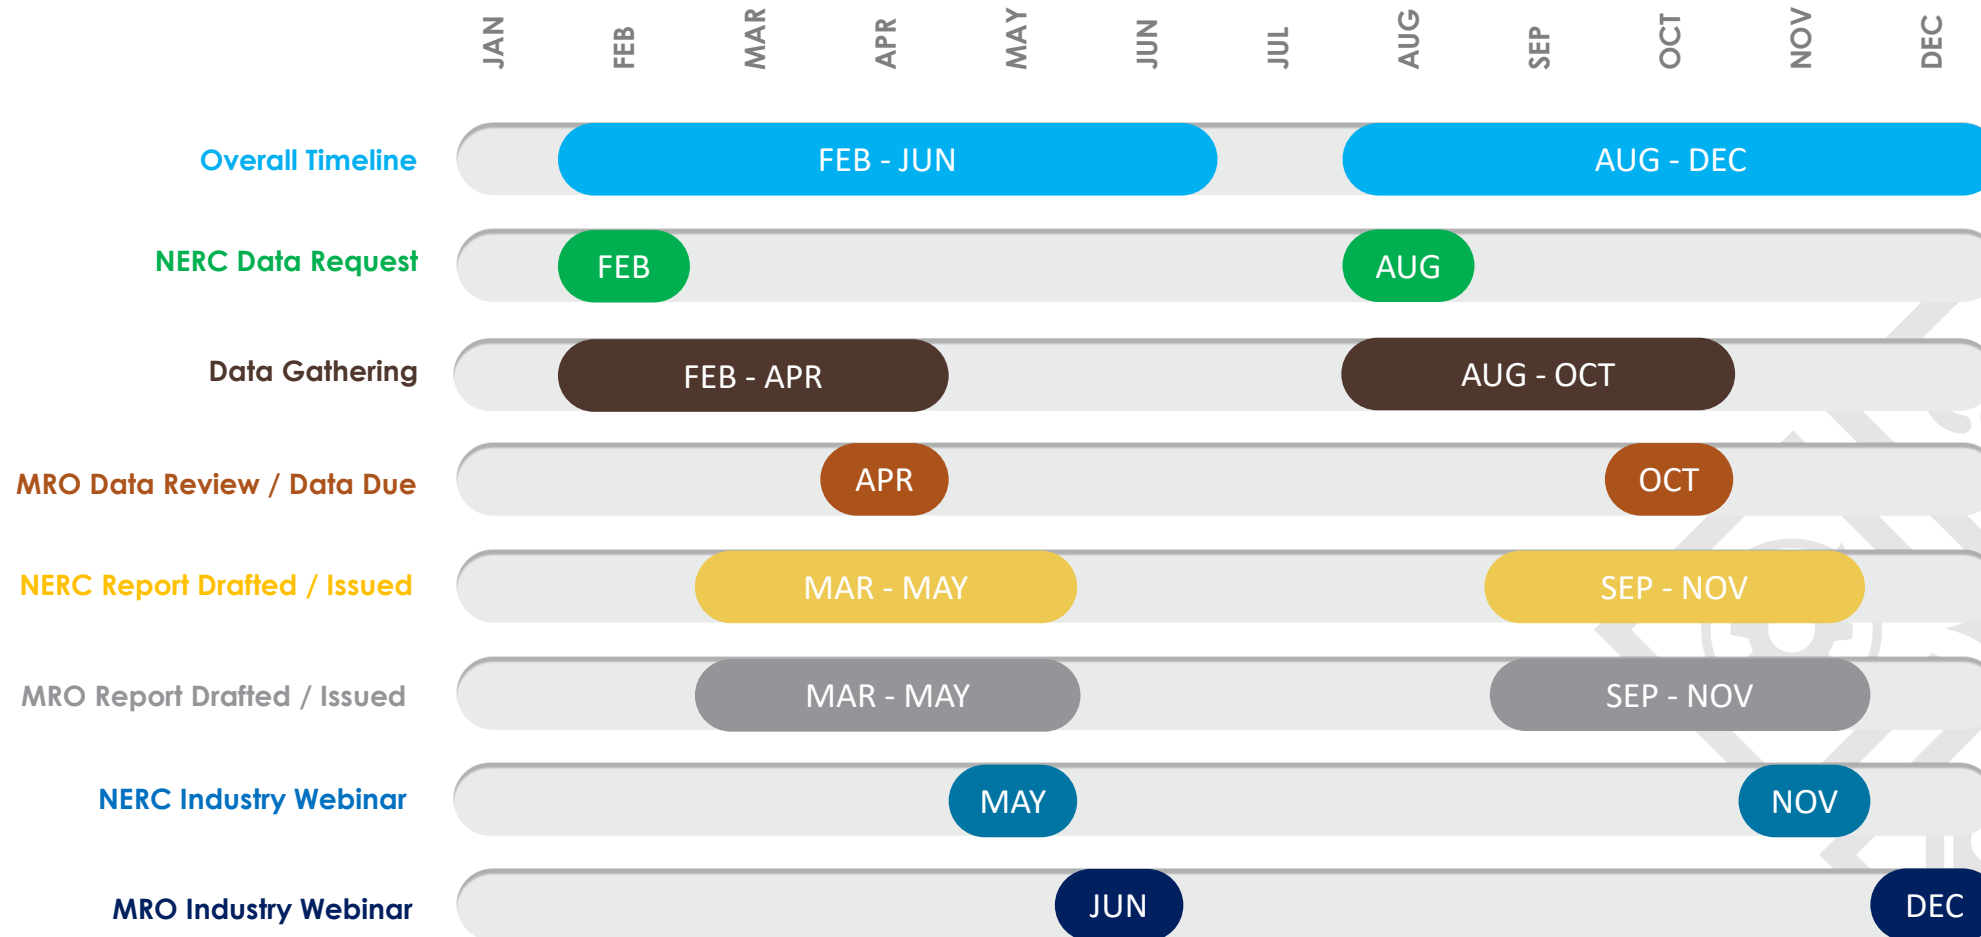 JAN FEB MAR APR MAY JUN JUL AUG SEP OCT NOV DEC
Overall Timeline FEB - JUN AUG - DEC
NERC Data Request FEB AUG
Data Gathering FEB - APR AUG - OCT
MRO Data Review / Data Due APR OCT
NERC Report Drafted / Issued MAR - MAY SEP - NOV
MRO Report Drafted / Issued MAR - MAY SEP - NOV
NERC Industry Webinar MAY NOV
MRO Industry Webinar JUN DEC